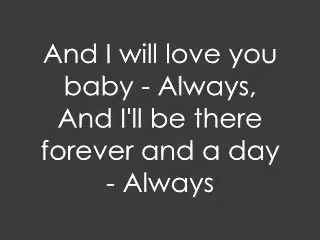 And I will love you
baby - Always,
And I'll be there
forever and a day
- Always